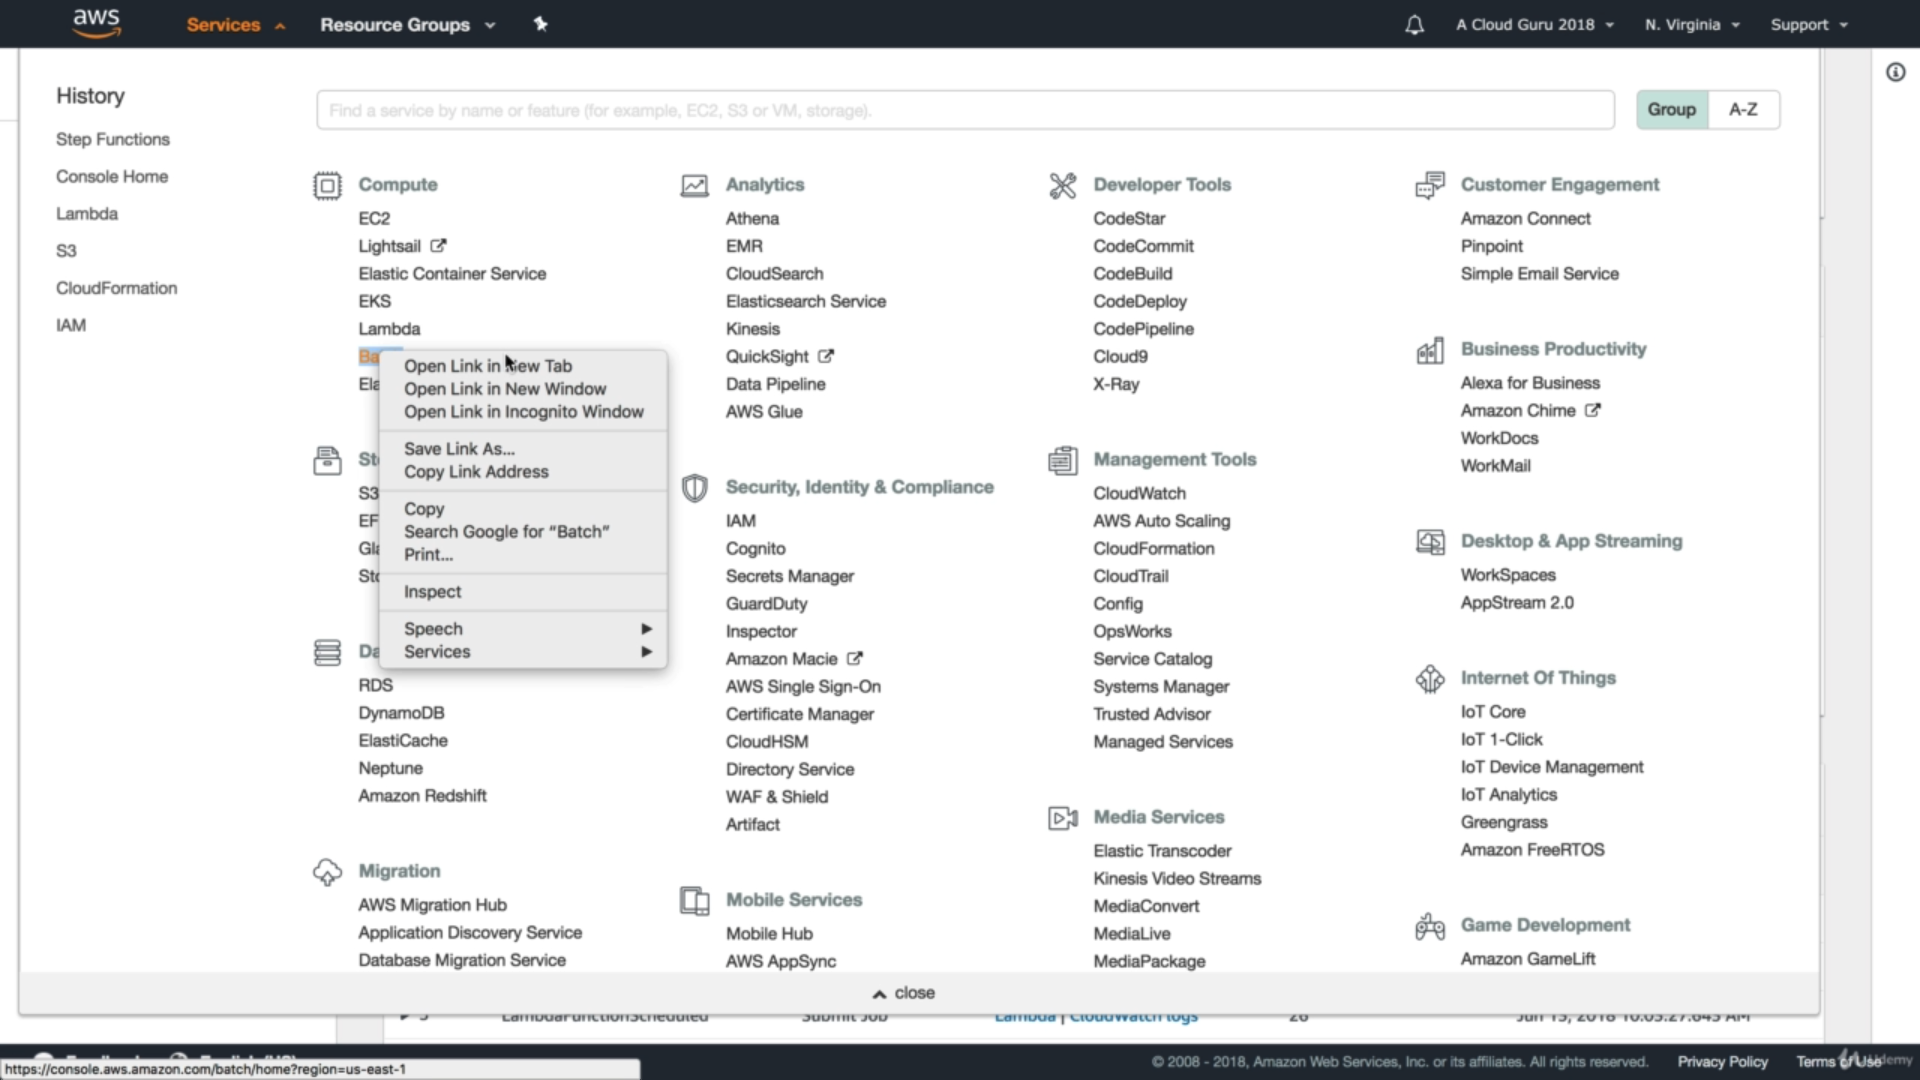 aws
Services
Resource Groups
A Cloud Guru 2018
N. Virginia
Support
History
Step Functions
Console Home
Lambda
S3
CloudFormation
IAM
Find a service by name or feature (for example, EC2, S3 or VM, storage).
Group
A-Z
Compute
EC2
Lightsail
Elastic Container Service
EKS
Lambda
Ba
Ela
Open Link in New Tab
Open Link in New Window
Open Link in Incognito Window
Save Link As...
Copy Link Address
Copy
Search Google for “Batch”
Print...
Inspect
Speech
Services
Sto
S3
EF
Gla
Sto
Da
RDS
DynamoDB
ElastiCache
Neptune
Amazon Redshift
Migration
AWS Migration Hub
Application Discovery Service
Database Migration Service
Analytics
Athena
EMR
CloudSearch
Elasticsearch Service
Kinesis
QuickSight
Data Pipeline
AWS Glue
Security, Identity & Compliance
IAM
Cognito
Secrets Manager
GuardDuty
Inspector
Amazon Macie
AWS Single Sign-On
Certificate Manager
CloudHSM
Directory Service
WAF & Shield
Artifact
Mobile Services
Mobile Hub
AWS AppSync
Developer Tools
CodeStar
CodeCommit
CodeBuild
CodeDeploy
CodePipeline
Cloud9
X-Ray
Management Tools
CloudWatch
AWS Auto Scaling
CloudFormation
CloudTrail
Config
OpsWorks
Service Catalog
Systems Manager
Trusted Advisor
Managed Services
Media Services
Elastic Transcoder
Kinesis Video Streams
MediaConvert
MediaLive
MediaPackage
Customer Engagement
Amazon Connect
Pinpoint
Simple Email Service
Business Productivity
Alexa for Business
Amazon Chime
WorkDocs
WorkMail
Desktop & App Streaming
WorkSpaces
AppStream 2.0
Internet Of Things
IoT Core
IoT 1-Click
IoT Device Management
IoT Analytics
Greengrass
Amazon FreeRTOS
Game Development
Amazon GameLift
close
LambdaFunctionScheduled Submit Job Lambda | CloudWatch logs
https://console.aws.amazon.com/batch/home?region=us-east-1
© 2008 - 2018, Amazon Web Services, Inc. or its affiliates. All rights reserved.
Privacy Policy
Terms of Use
Udemy